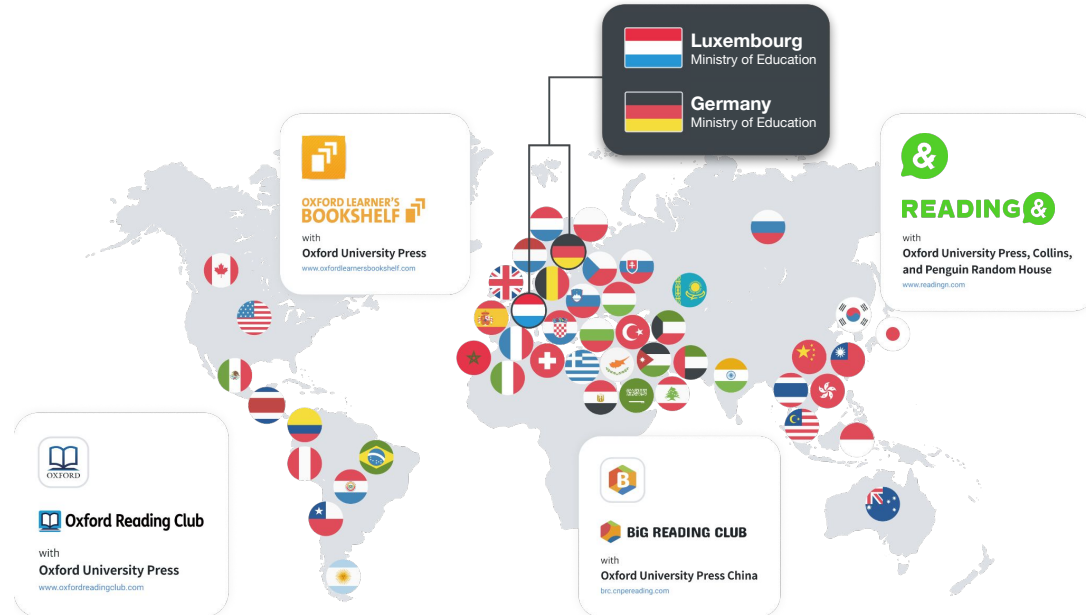 Luxembourg
Ministry of Education
Germany
Ministry of Education
OXFORD LEARNER'S
BOOKSHELF
with
Oxford University Press
www.oxfordlearnersbookshelf.com
&
READING&
with
Oxford University Press, Collins,
and Penguin Random House
www.readingn.com
OXFORD
Oxford Reading Club
with
Oxford University Press
www.oxfordreadingclub.com
B
BiG READING CLUB
with
Oxford University Press China
brc.cnpereading.com